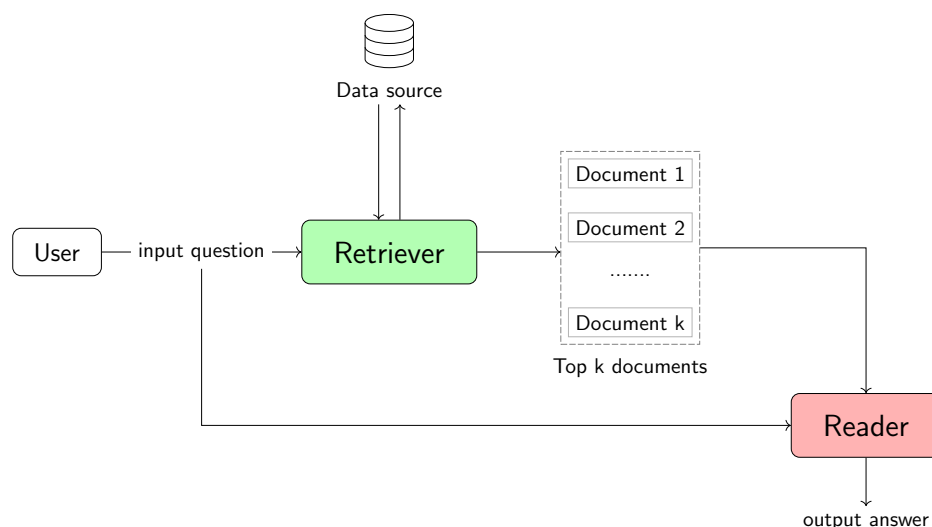 Data source
Document 1
Document 2
.......
Document k
Top k documents
User
input question
Retriever
Reader
output answer